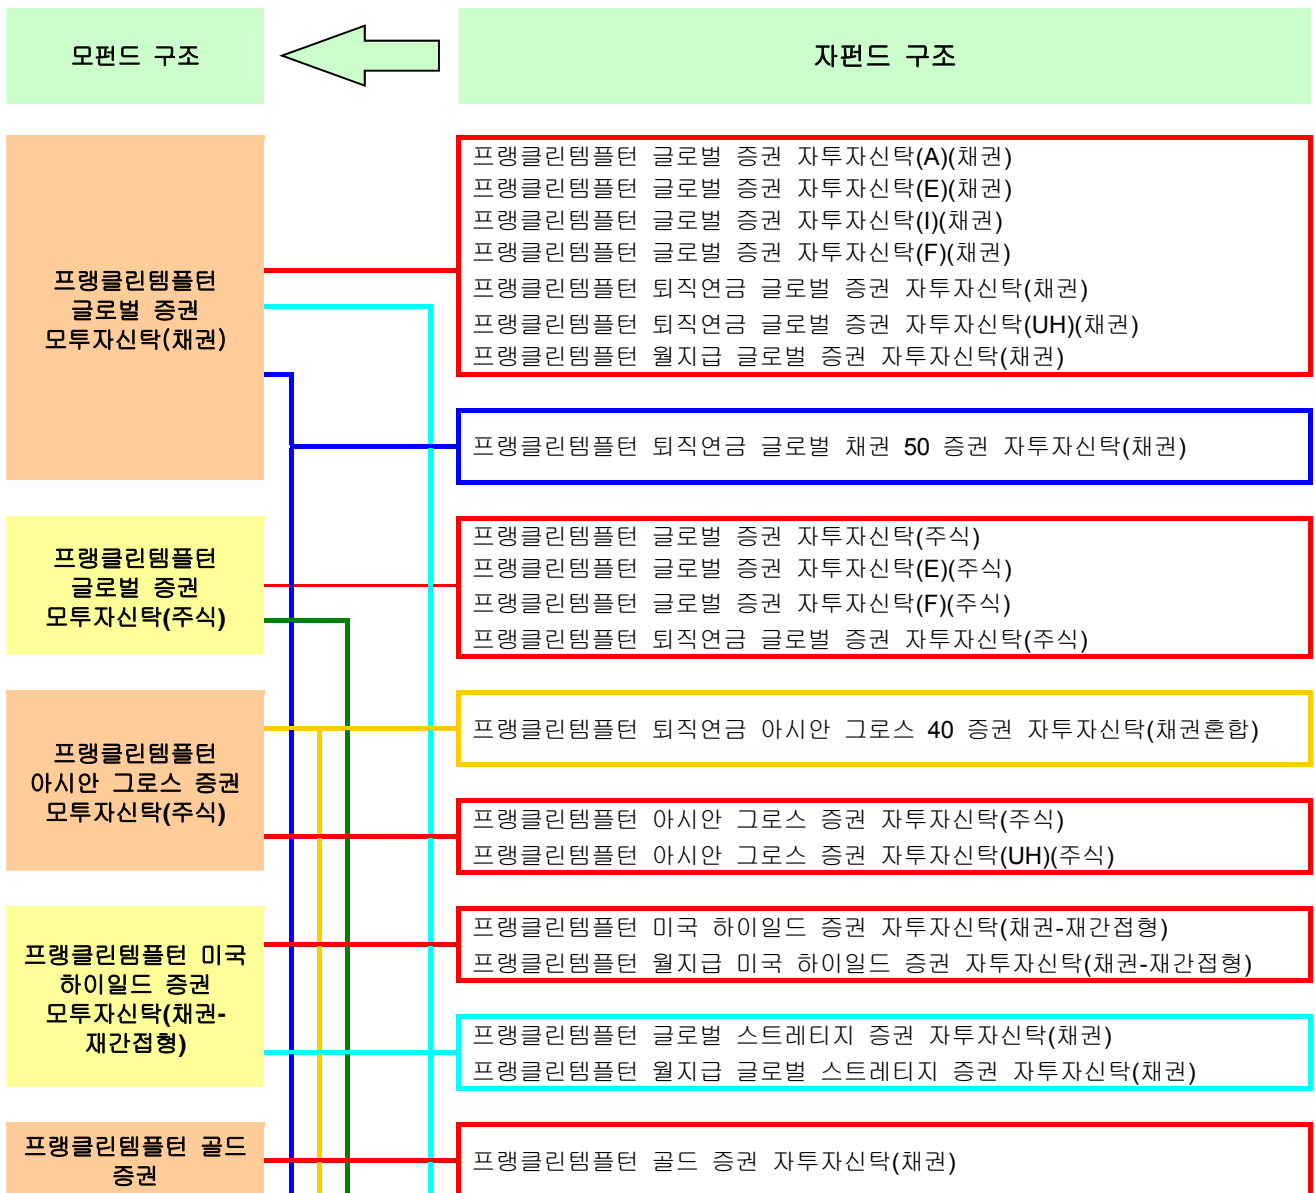 모펀드 구조
자펀드 구조
프랭클린템플턴
글로벌 증권
모투자신탁(채권)
프랭클린템플턴 글로벌 증권 자투자신탁(A)(채권)
프랭클린템플턴 글로벌 증권 자투자신탁(E)(채권)
프랭클린템플턴 글로벌 증권 자투자신탁(I)(채권)
프랭클린템플턴 글로벌 증권 자투자신탁(F)(채권)
프랭클린템플턴 퇴직연금 글로벌 증권 자투자신탁(채권)
프랭클린템플턴 퇴직연금 글로벌 증권 자투자신탁(UH)(채권)
프랭클린템플턴 월지급 글로벌 증권 자투자신탁(채권)
프랭클린템플턴 퇴직연금 글로벌 채권 50 증권 자투자신탁(채권)
프랭클린템플턴
글로벌 증권
모투자신탁(주식)
프랭클린템플턴 글로벌 증권 자투자신탁(주식)
프랭클린템플턴 글로벌 증권 자투자신탁(E)(주식)
프랭클린템플턴 글로벌 증권 자투자신탁(F)(주식)
프랭클린템플턴 퇴직연금 글로벌 증권 자투자신탁(주식)
프랭클린템플턴
아시안 그로스 증권
모투자신탁(주식)
프랭클린템플턴 퇴직연금 아시안 그로스 40 증권 자투자신탁(채권혼합)
프랭클린템플턴 아시안 그로스 증권 자투자신탁(주식)
프랭클린템플턴 아시안 그로스 증권 자투자신탁(UH)(주식)
프랭클린템플턴 미국
하이일드 증권
모투자신탁(채권-
재간접형)
프랭클린템플턴 미국 하이일드 증권 자투자신탁(채권-재간접형)
프랭클린템플턴 월지급 미국 하이일드 증권 자투자신탁(채권-재간접형)
프랭클린템플턴 글로벌 스트레티지 증권 자투자신탁(채권)
프랭클린템플턴 월지급 글로벌 스트레티지 증권 자투자신탁(채권)
프랭클린템플턴 골드
증권
프랭클린템플턴 골드 증권 자투자신탁(채권)